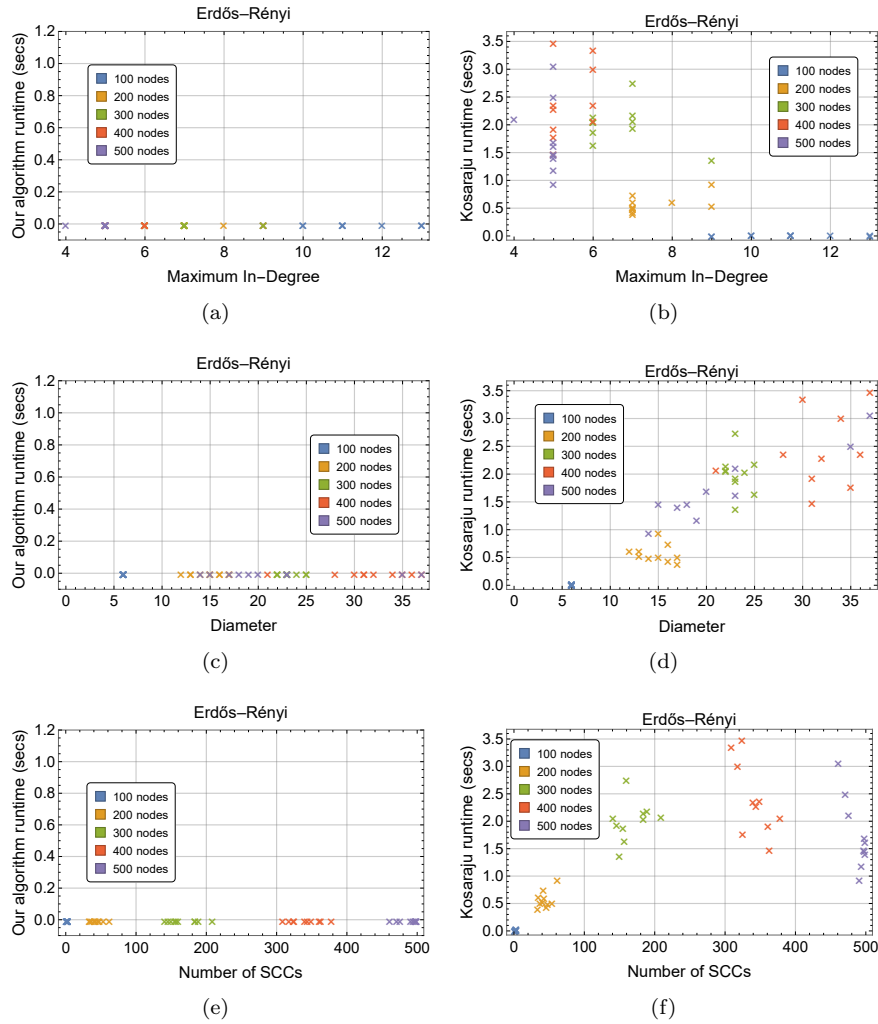 Erdős–Rényi
Our algorithm runtime (secs)
1.2
1.0
0.8
0.6
0.4
0.2
0.0
100 nodes
200 nodes
300 nodes
400 nodes
500 nodes
4 6 8 10 12
Maximum In–Degree
(a)
Erdős–Rényi
Kosaraju runtime (secs)
3.5
3.0
2.5
2.0
1.5
1.0
0.5
0.0
100 nodes
200 nodes
300 nodes
400 nodes
500 nodes
4 6 8 10 12
Maximum In–Degree
(b)
Erdős–Rényi
Our algorithm runtime (secs)
1.2
1.0
0.8
0.6
0.4
0.2
0.0
100 nodes
200 nodes
300 nodes
400 nodes
500 nodes
0 5 10 15 20 25 30 35
Diameter
(c)
Erdős–Rényi
Kosaraju runtime (secs)
3.5
3.0
2.5
2.0
1.5
1.0
0.5
0.0
100 nodes
200 nodes
300 nodes
400 nodes
500 nodes
0 5 10 15 20 25 30 35
Diameter
(d)
Erdős–Rényi
Our algorithm runtime (secs)
1.2
1.0
0.8
0.6
0.4
0.2
0.0
100 nodes
200 nodes
300 nodes
400 nodes
500 nodes
0 100 200 300 400 500
Number of SCCs
(e)
Erdős–Rényi
Kosaraju runtime (secs)
3.5
3.0
2.5
2.0
1.5
1.0
0.5
0.0
100 nodes
200 nodes
300 nodes
400 nodes
500 nodes
0 100 200 300 400 500
Number of SCCs
(f)